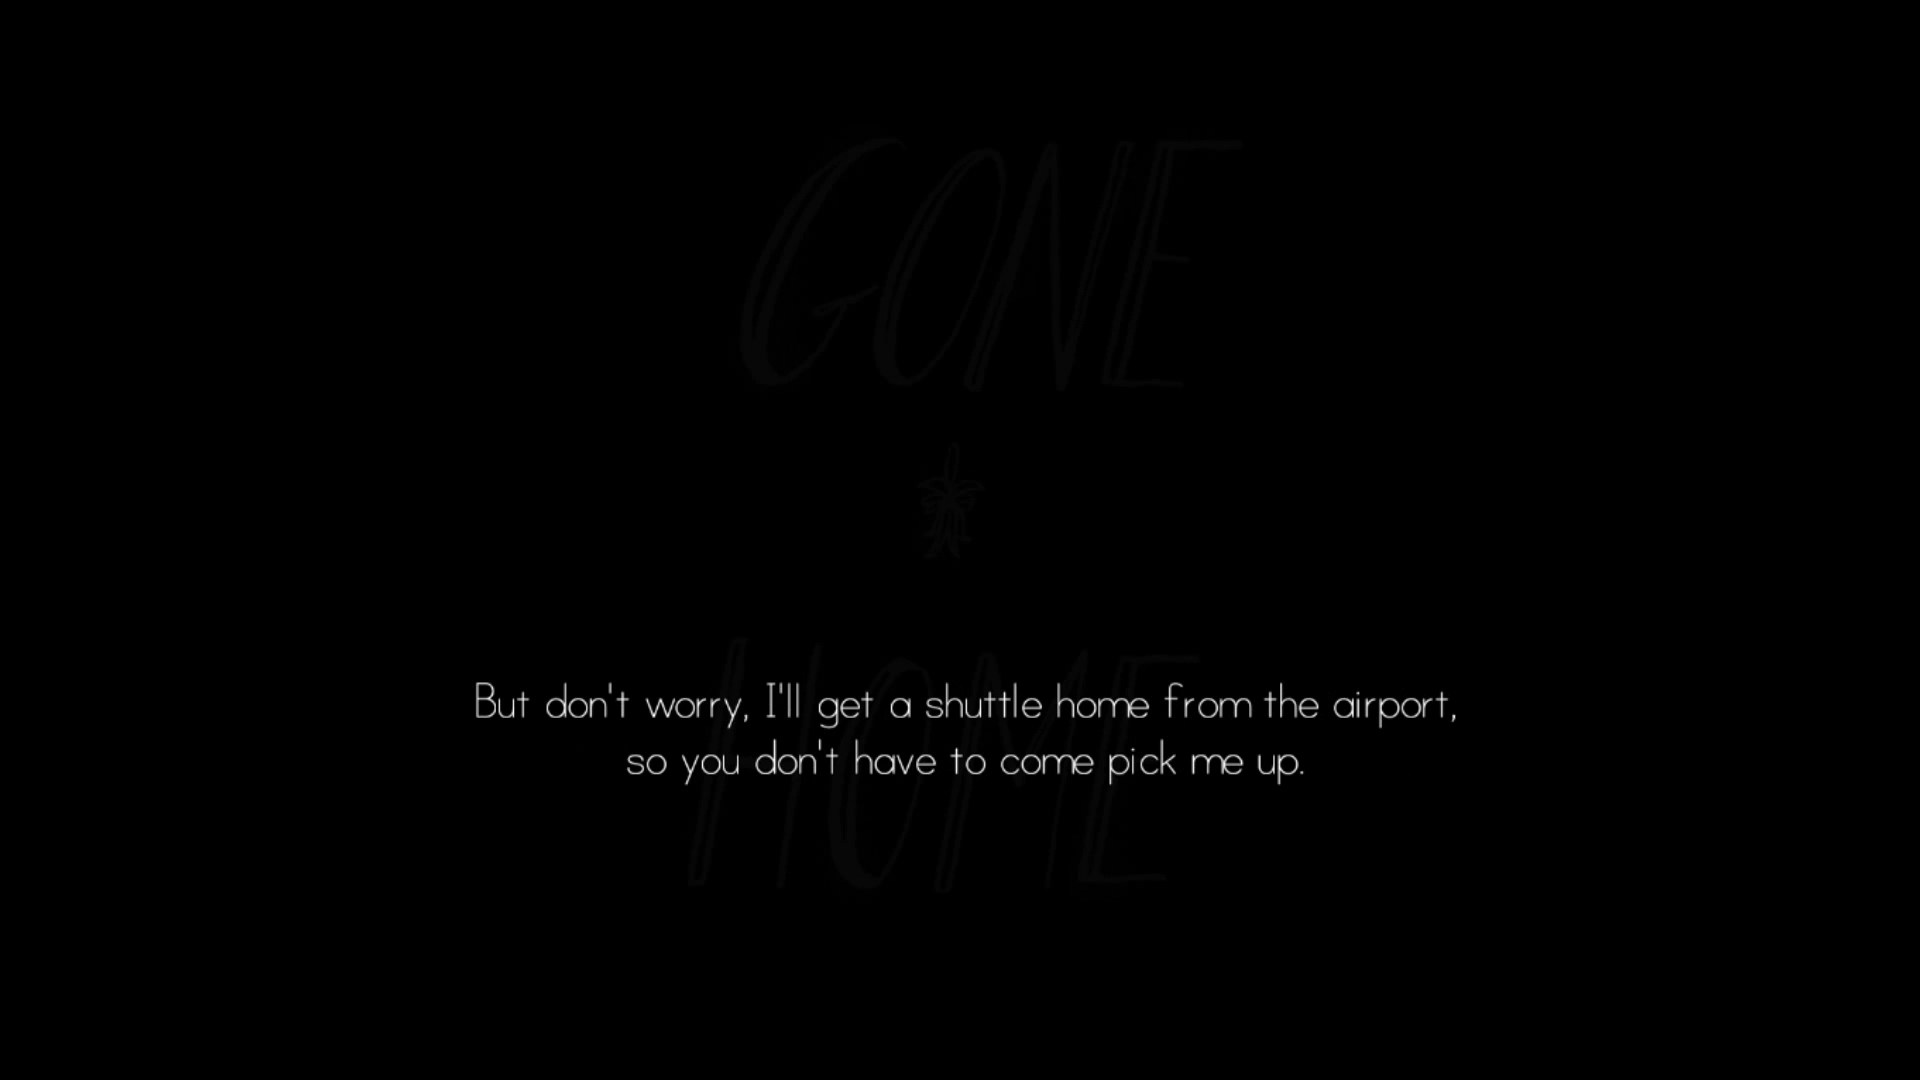 GONE
HOME
But don't worry, I'll get a shuttle home from the airport,
so you don't have to come pick me up.